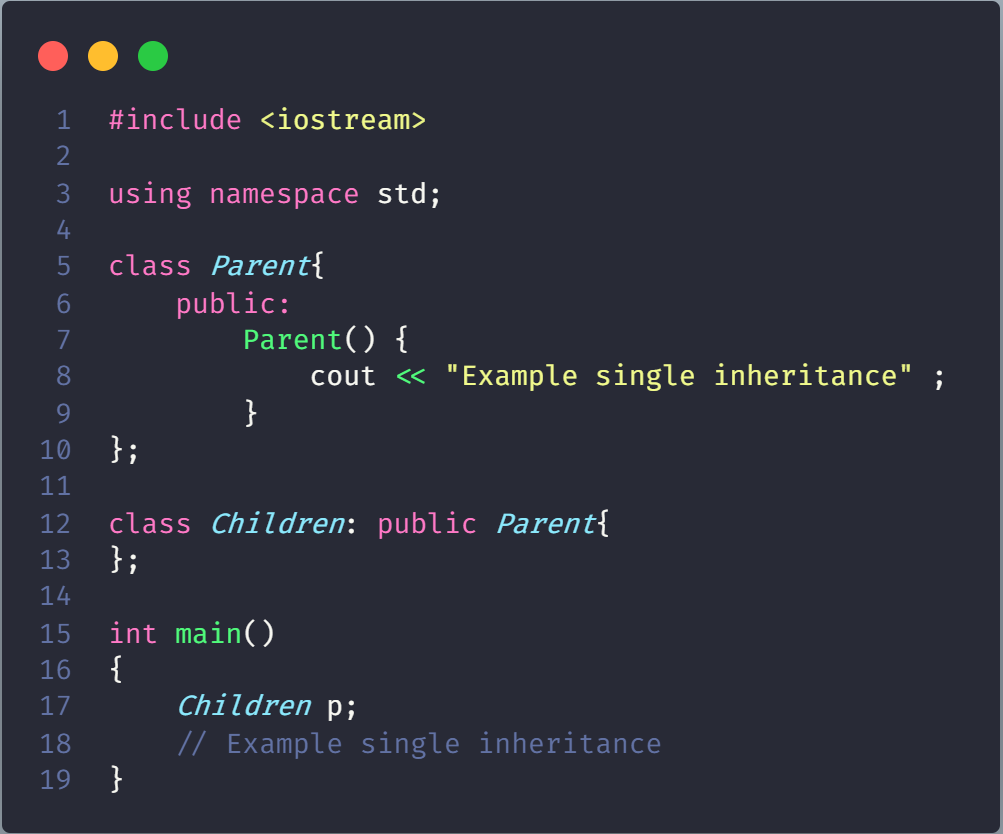 1 #include <iostream>
2
3 using namespace std;
4
5 class Parent{
6     public:
7         Parent() {
8             cout << "Example single inheritance" ;
9         }
10 };
11
12 class Children: public Parent{
13 };
14
15 int main()
16 {
17     Children p;
18     // Example single inheritance
19 }